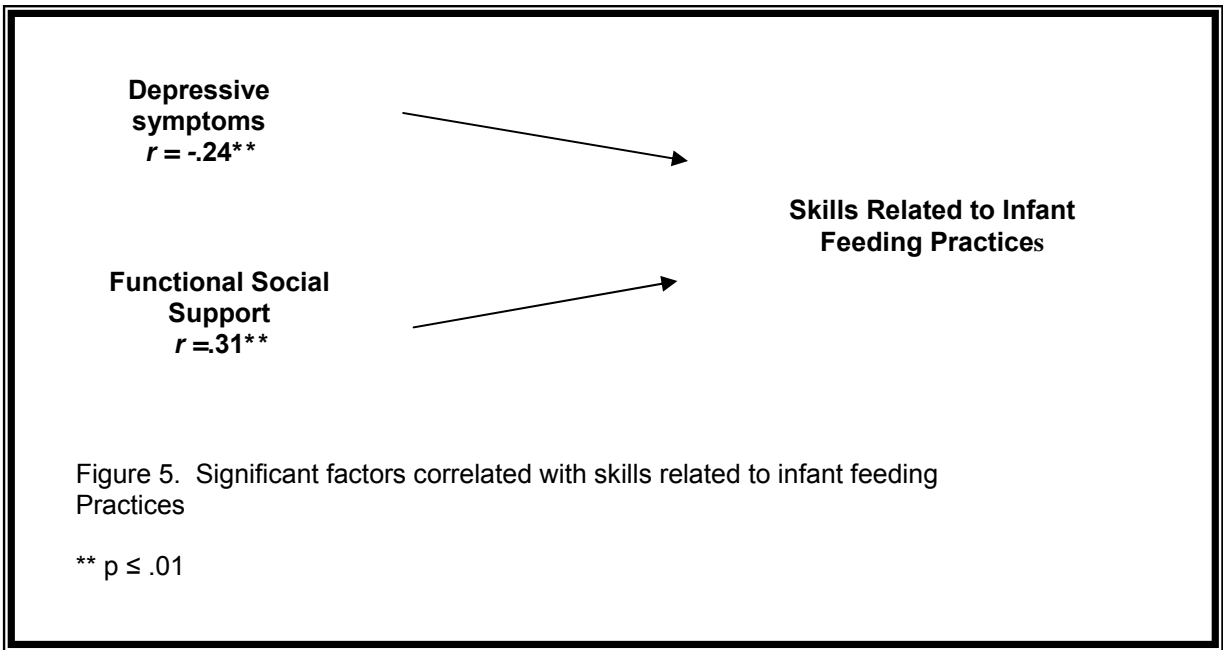 Depressive
symptoms
r = -.24**
Skills Related to Infant
Feeding Practices
Functional Social
Support
r =.31**
Figure 5. Significant factors correlated with skills related to infant feeding
Practices
** p ≤ .01